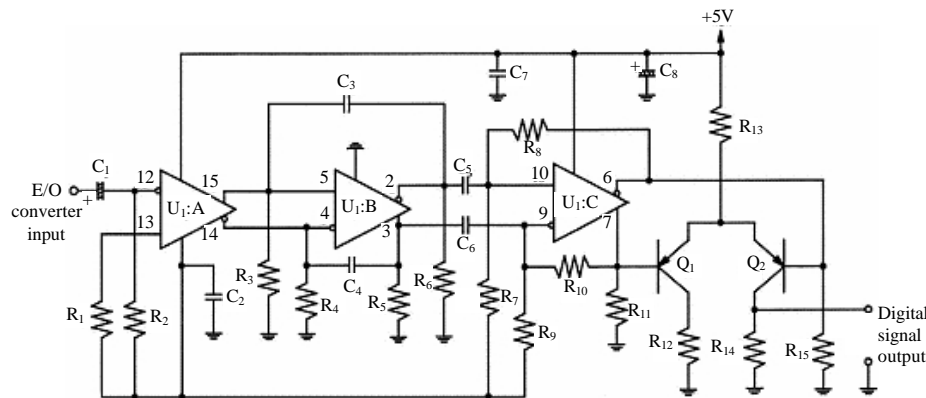 +5V
C7
+
C8
C3
R13
R8
C1
E/O
converter
input
+
12
15
U1:A
13
14
5
2
U1:B
4
3
C5
10
6
U1:C
9
7
C6
Q1
Q2
R3
C4
R4
R5
R6
R7
R10
C2
R1
R2
R9
R11
R12
R14
R15
Digital
signal
output